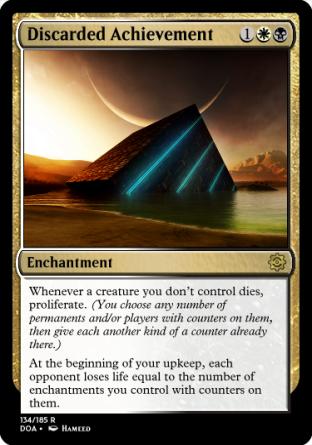 Discarded Achievement 1
Enchantment
Whenever a creature you don't control dies,
proliferate. (You choose any number of
permanents and/or players with counters on them,
then give each another kind of a counter already
there.)
At the beginning of your upkeep, each
opponent loses life equal to the number of
enchantments you control with counters on
them.
134/185 R
DOA • Hameed